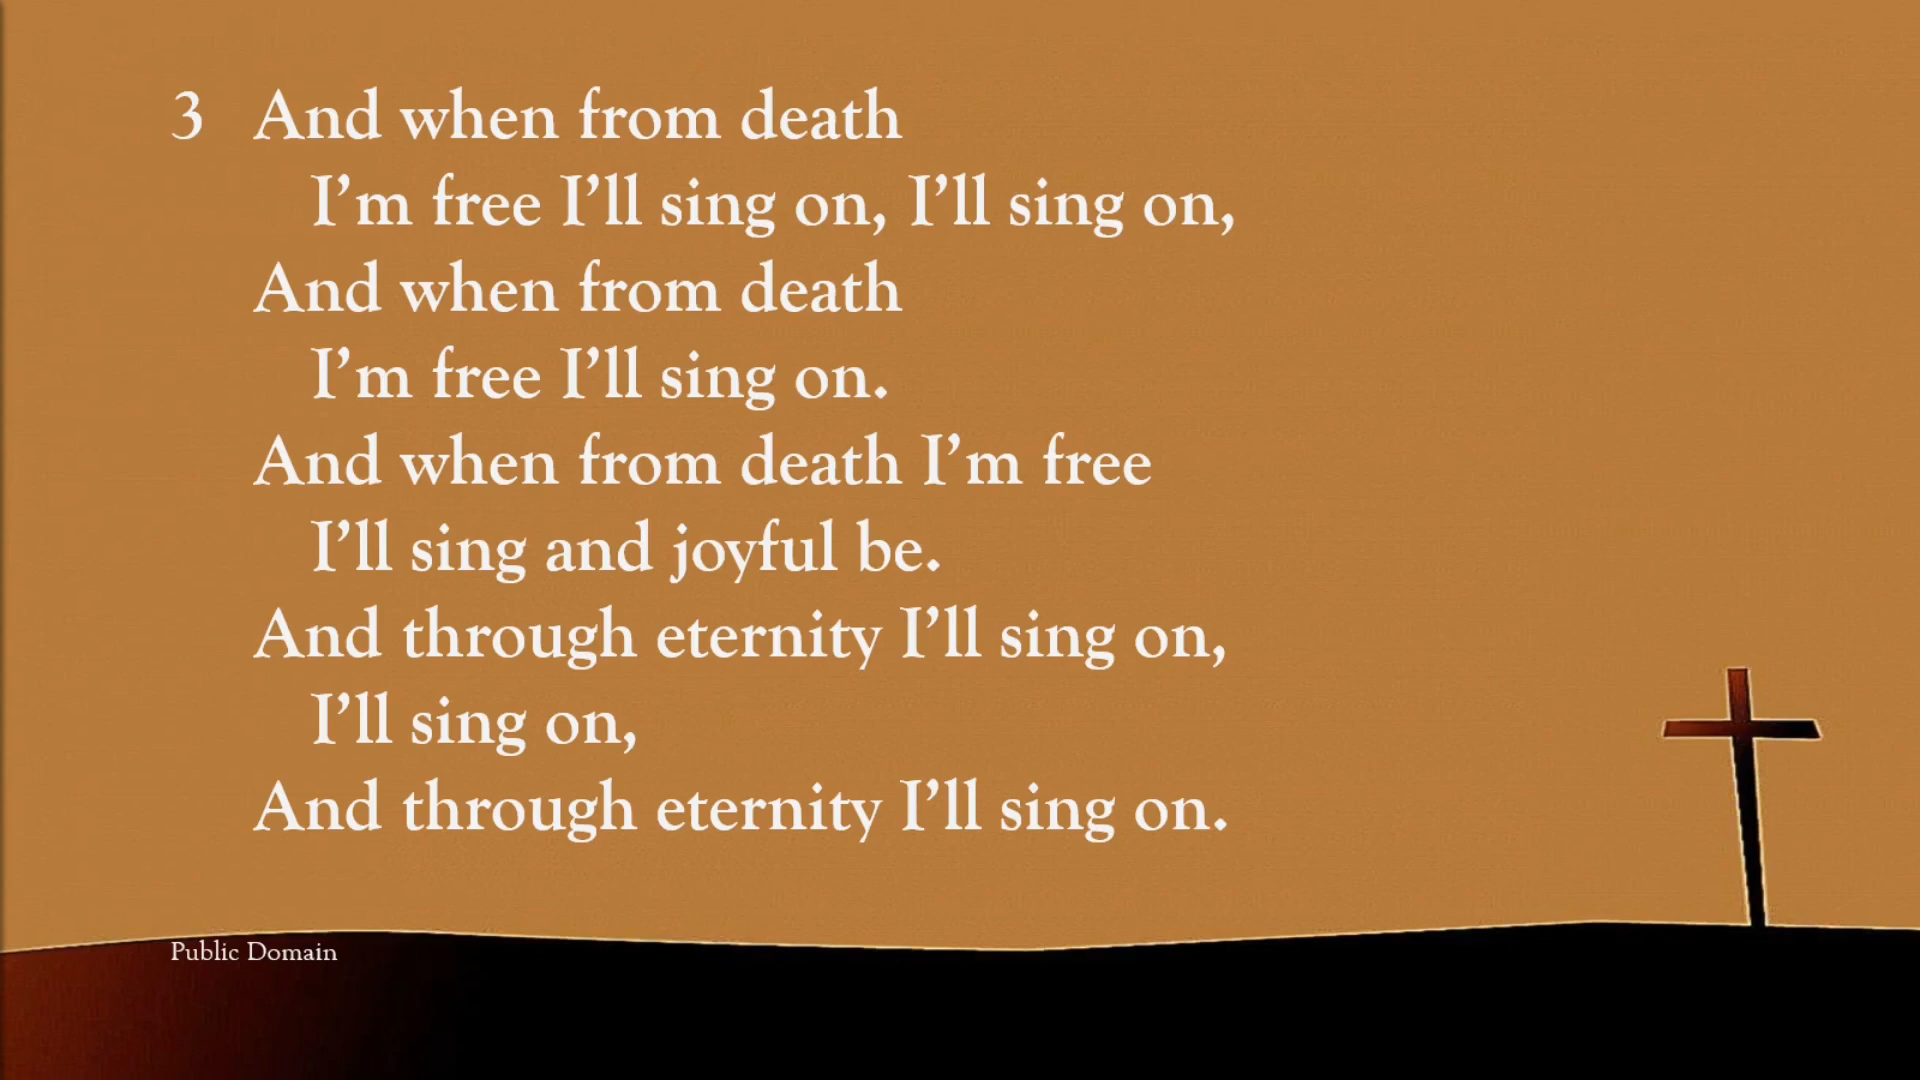 3 And when from death
I’m free I’ll sing on, I’ll sing on,
And when from death
I’m free I’ll sing on.
And when from death I’m free
I’ll sing and joyful be.
And through eternity I’ll sing on,
I’ll sing on,
And through eternity I’ll sing on.
Public Domain